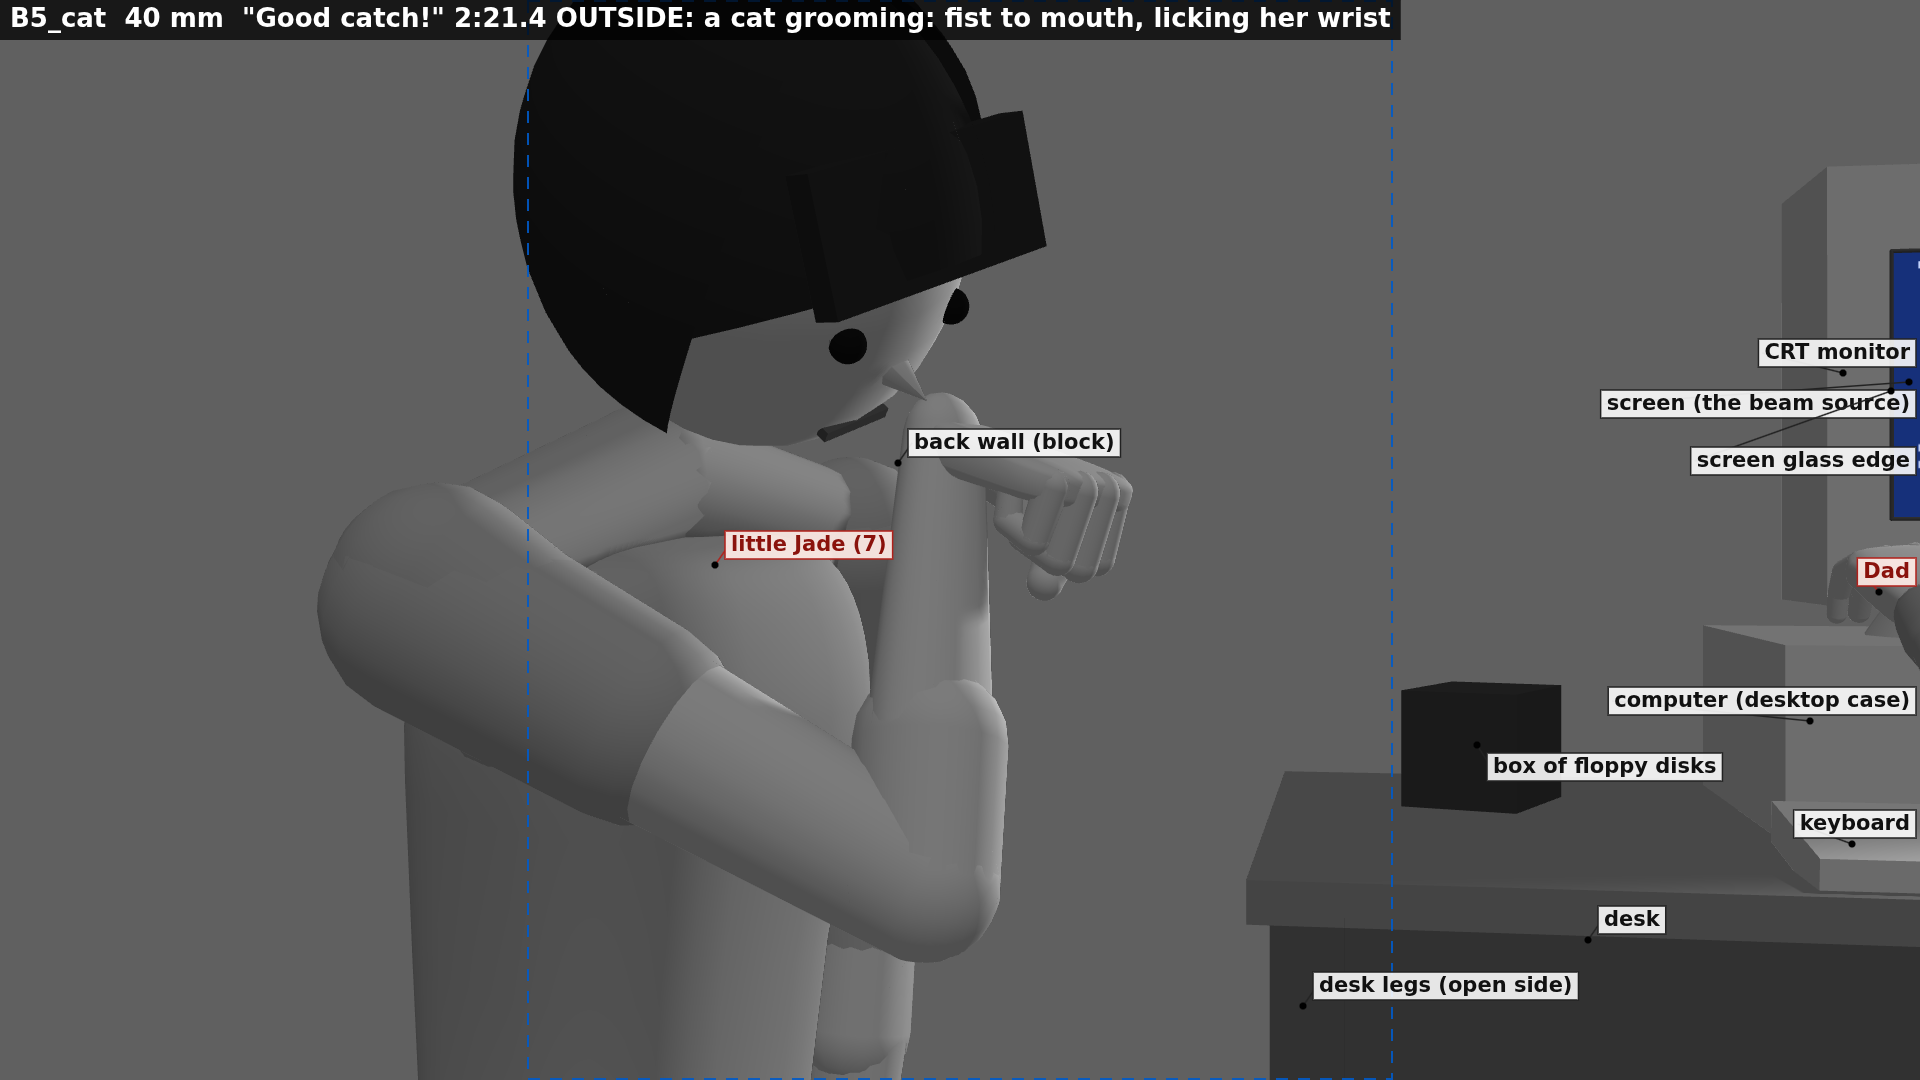 B5_cat 40 mm "Good catch!" 2:21.4 OUTSIDE: a cat grooming: fist to mouth, licking her wrist
CRT monitor
screen (the beam source)
back wall (block)
screen glass edge
little Jade (7)
Dad
computer (desktop case)
box of floppy disks
keyboard
desk
desk legs (open side)